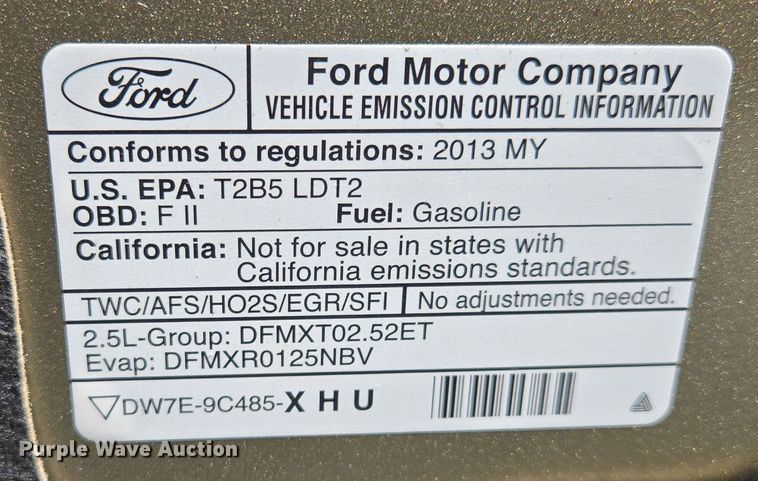 Ford
Ford Motor Company
VEHICLE EMISSION CONTROL INFORMATION
Conforms to regulations: 2013 MY
U.S. EPA: T2B5 LDT2
OBD: F II Fuel: Gasoline
California: Not for sale in states with
California emissions standards.
TWC/AFS/HO2S/EGR/SFI No adjustments needed.
2.5L-Group: DFMXT02.52ET
Evap: DFMXR0125NBV
DW7E-9C485-X H U
Purple Wave Auction